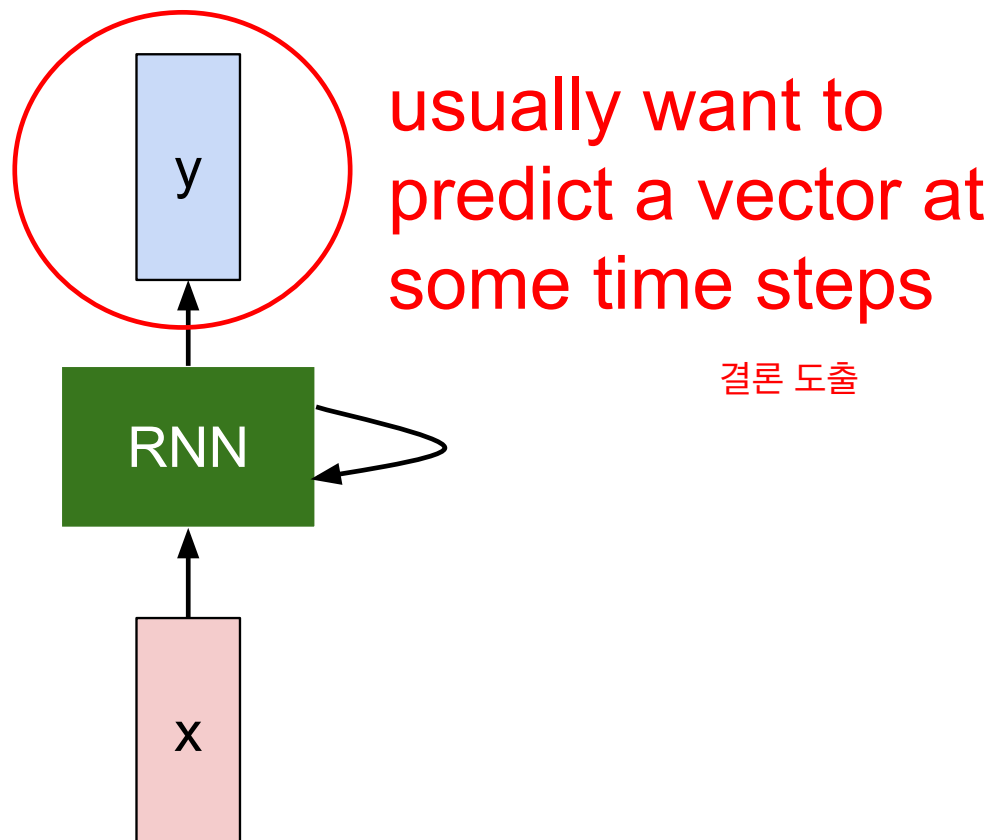 y
usually want to
predict a vector at
some time steps
결론 도출
RNN
x